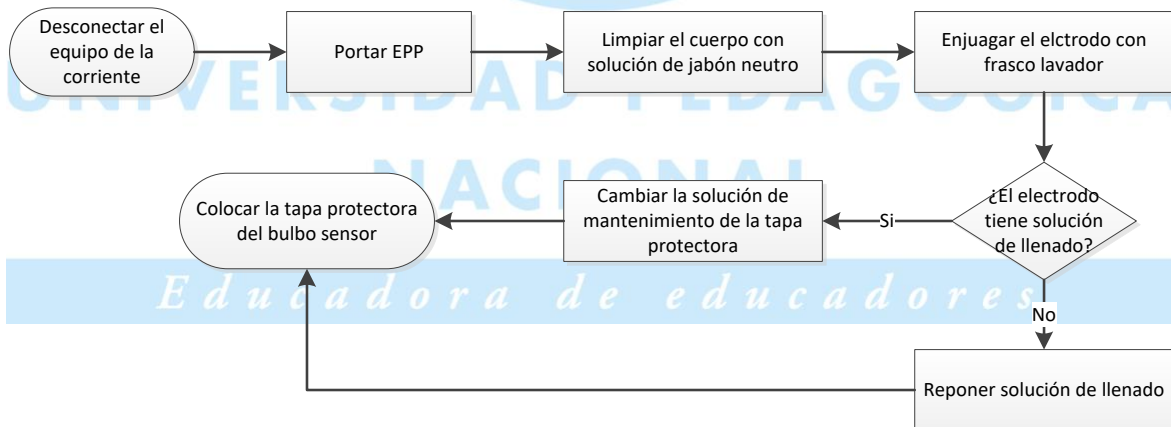 Desconectar el
equipo de la
corriente
Portar EPP
Limpiar el cuerpo con
solución de jabón neutro
Enjuagar el elctrodo con
frasco lavador
UNIVERSIDAD PEDAGÓGICA
NACIONAL
¿El electrodo
tiene solución
de llenado?
Si
Cambiar la solución de
mantenimiento de la tapa
protectora
Colocar la tapa protectora
del bulbo sensor
Educadora de educadores
No
Reponer solución de llenado